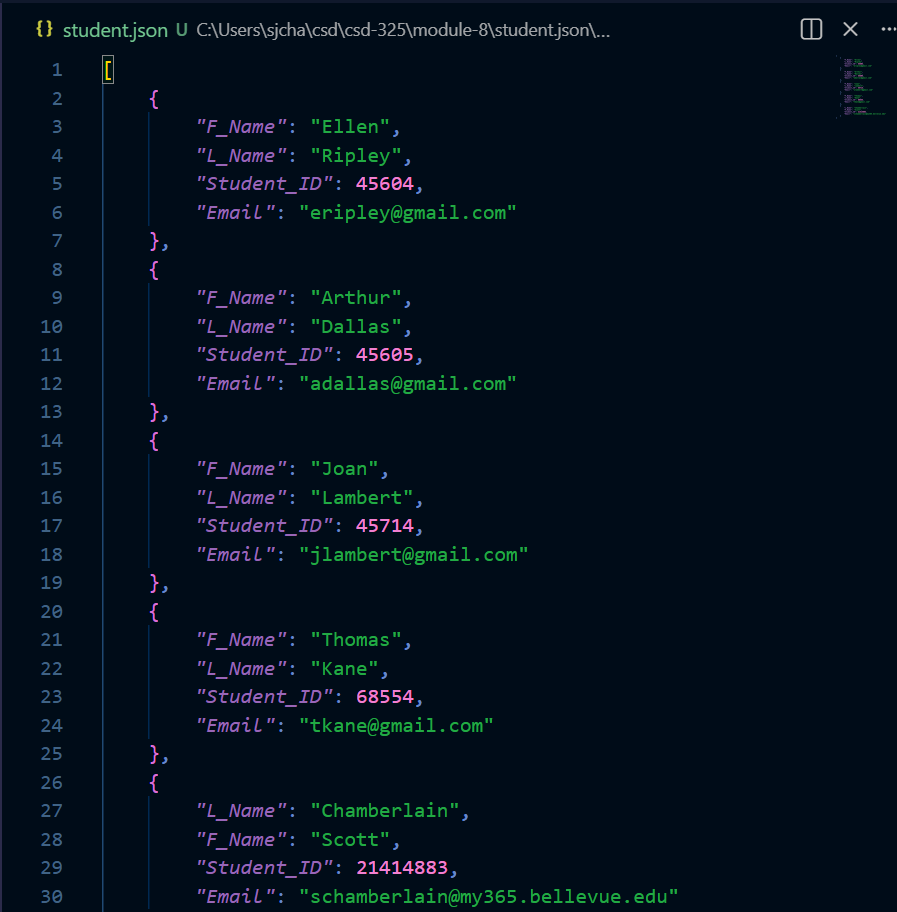 {} student.json U C:\Users\sjcha\csd\csd-325\module-8\student.json\...
1 [
2 {
3 "F_Name": "Ellen",
4 "L_Name": "Ripley",
5 "Student_ID": 45604,
6 "Email": "eripley@gmail.com"
7 },
8 {
9 "F_Name": "Arthur",
10 "L_Name": "Dallas",
11 "Student_ID": 45605,
12 "Email": "adallas@gmail.com"
13 },
14 {
15 "F_Name": "Joan",
16 "L_Name": "Lambert",
17 "Student_ID": 45714,
18 "Email": "jlambert@gmail.com"
19 },
20 {
21 "F_Name": "Thomas",
22 "L_Name": "Kane",
23 "Student_ID": 68554,
24 "Email": "tkane@gmail.com"
25 },
26 {
27 "L_Name": "Chamberlain",
28 "F_Name": "Scott",
29 "Student_ID": 21414883,
30 "Email": "schamberlain@my365.bellevue.edu"